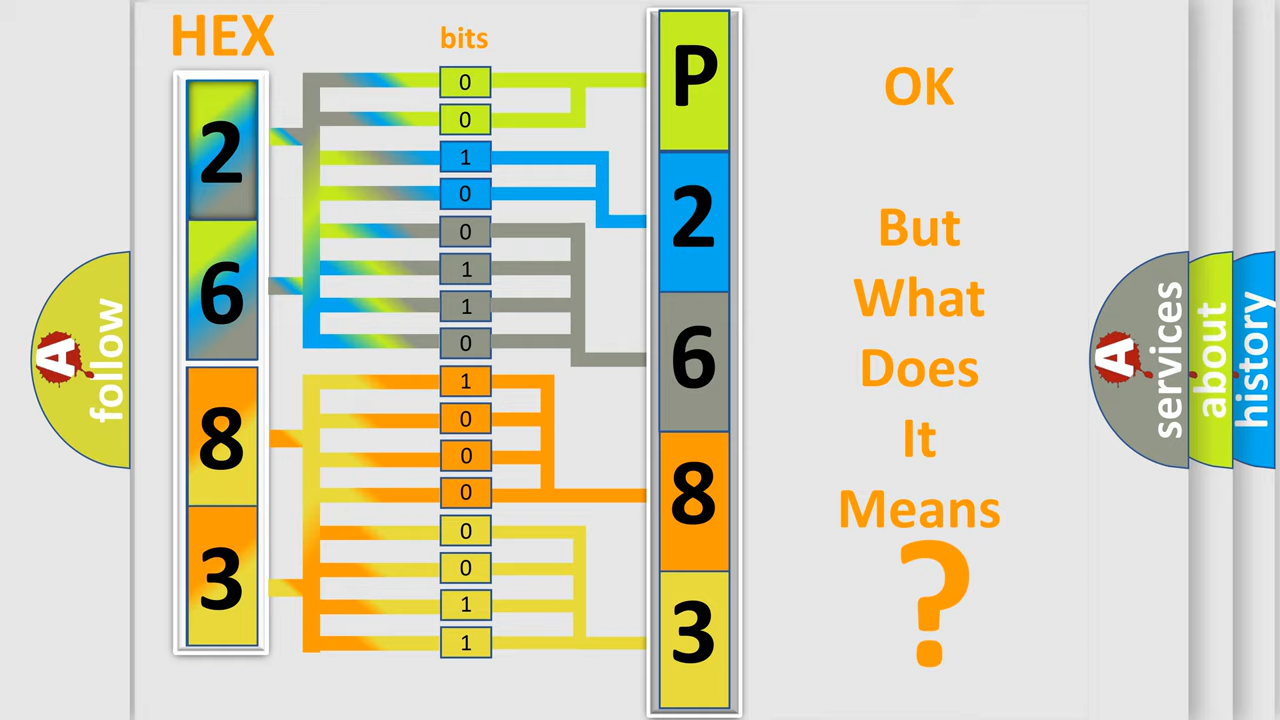 HEX
bits
2
6
8
3
0
0
1
0
0
1
1
0
1
0
0
0
0
0
1
1
P
2
6
8
3
OK
But
What
Does
It
Means
?
A
follow
A
services
about
history